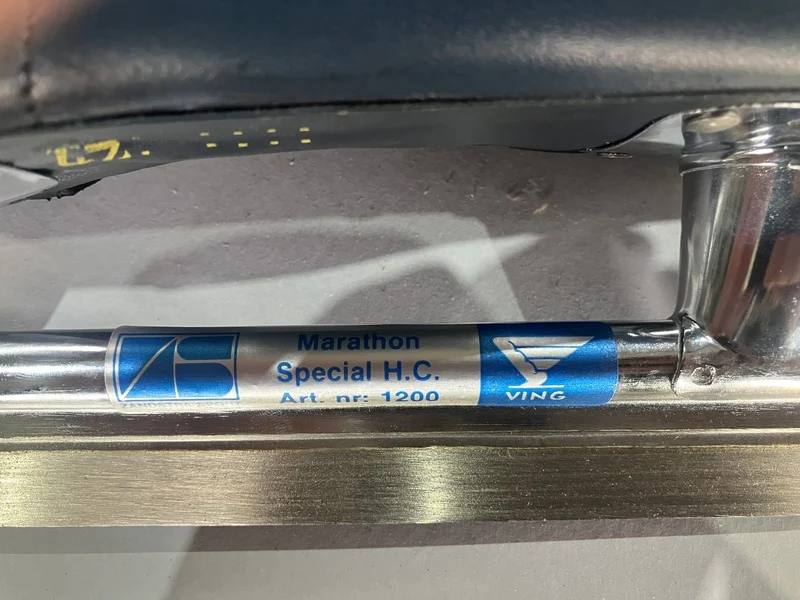 Marathon
Special H.C.
Art. nr: 1200
VING